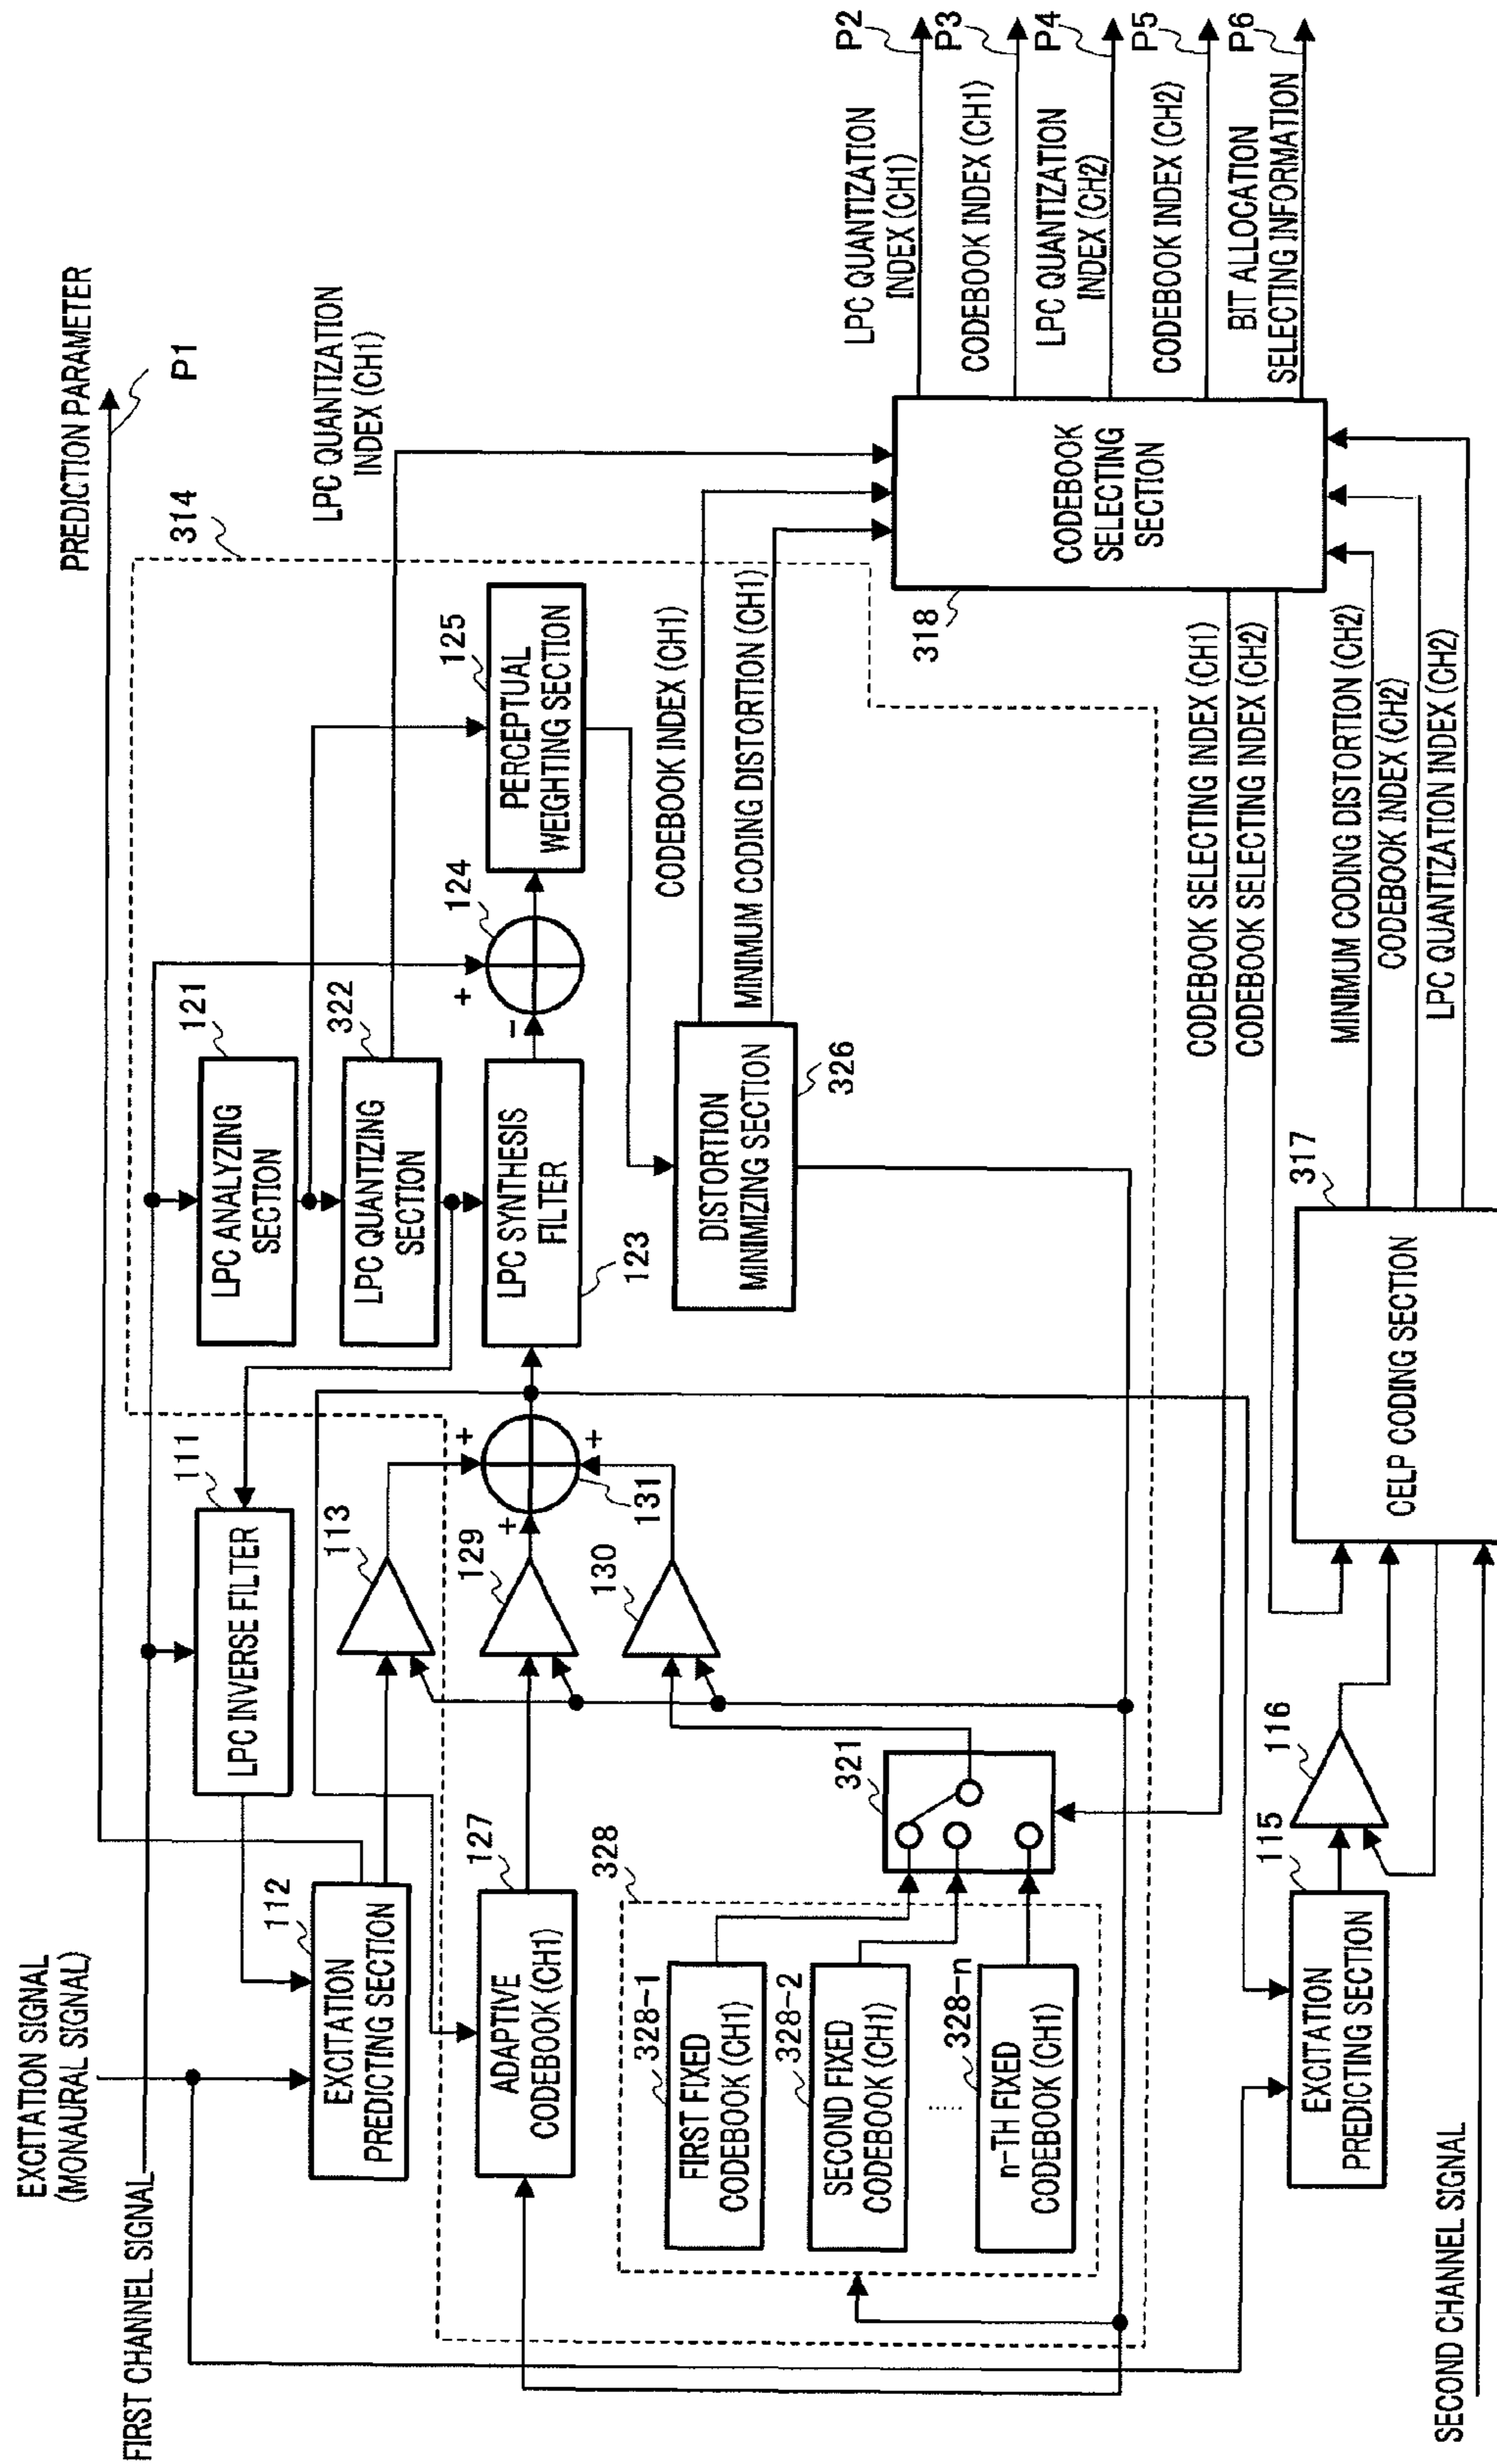 EXCITATION SIGNAL
(MONAURAL SIGNAL)
FIRST CHANNEL SIGNAL
PREDICTION PARAMETER
P1
111
LPC INVERSE FILTER
112
EXCITATION
PREDICTING SECTION
113
314
121
LPC ANALYZING
SECTION
322
LPC QUANTIZING
SECTION
LPC QUANTIZATION
INDEX (CH1)
LPC SYNTHESIS
FILTER
123
+
−
124
125
PERCEPTUAL
WEIGHTING SECTION
127
ADAPTIVE
CODEBOOK (CH1)
129
130
+
+
+
131
DISTORTION
MINIMIZING SECTION
326
CODEBOOK INDEX (CH1)
MINIMUM CODING DISTORTION (CH1)
328
328-1
FIRST FIXED
CODEBOOK (CH1)
328-2
SECOND FIXED
CODEBOOK (CH1)
.....
328-n
n-TH FIXED
CODEBOOK (CH1)
321
318
CODEBOOK
SELECTING
SECTION
CODEBOOK SELECTING INDEX (CH1)
CODEBOOK SELECTING INDEX (CH2)
LPC QUANTIZATION
INDEX (CH1)
P2
CODEBOOK INDEX (CH1)
P3
LPC QUANTIZATION
INDEX (CH2)
P4
CODEBOOK INDEX (CH2)
P5
BIT ALLOCATION
SELECTING INFORMATION
P6
115
EXCITATION
PREDICTING SECTION
116
317
CELP CODING SECTION
MINIMUM CODING DISTORTION (CH2)
CODEBOOK INDEX (CH2)
LPC QUANTIZATION INDEX (CH2)
SECOND CHANNEL SIGNAL